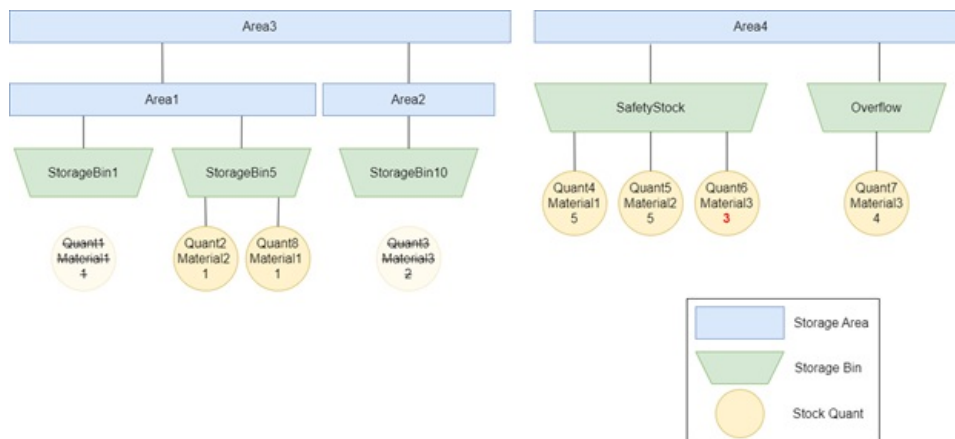 Area3
Area4
Area1
Area2
SafetyStock
Overflow
StorageBin1
StorageBin5
StorageBin10
Quant4
Material1
5
Quant5
Material2
5
Quant6
Material3
3
Quant7
Material3
4
Quant1
Material1
1
Quant2
Material2
1
Quant8
Material1
1
Quant3
Material3
2
Storage Area
Storage Bin
Stock Quant